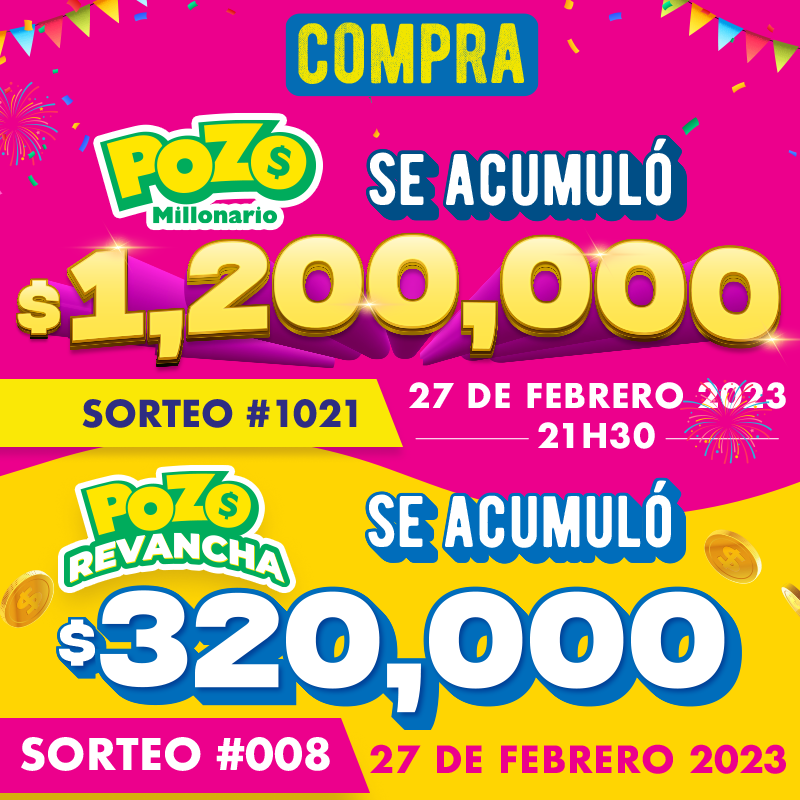 COMPRA
POZO
Millonario
SE ACUMULÓ
$1,200,000
SORTEO #1021
27 DE FEBRERO 2023
21H30
POZO
REVANCHA
SE ACUMULÓ
$320,000
SORTEO #008
27 DE FEBRERO 2023